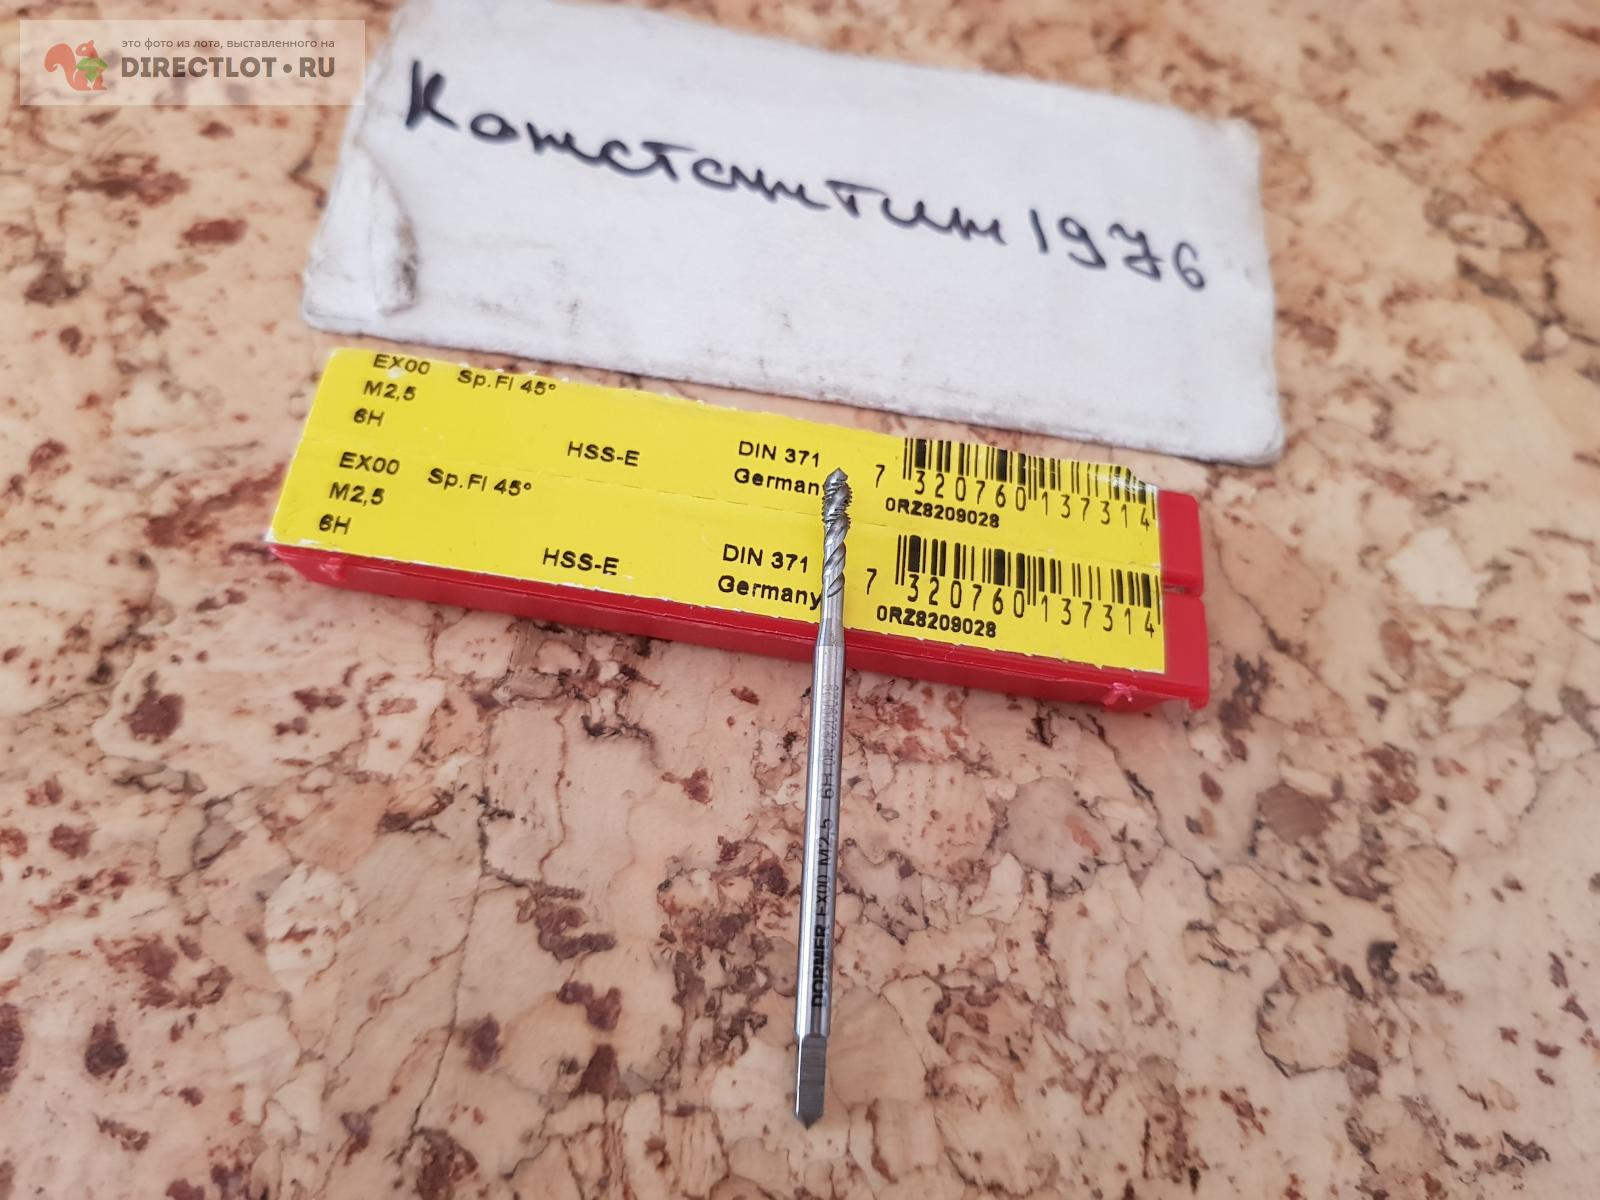 это фото из лота, выставленного на
DIRECTLOT.RU
Константин 1976
EX00 Sp.Fl 45°
M2,5
6H
HSS-E
DIN 371
German
7 320760 137314
0RZ8209028
EX00 Sp.Fl 45°
M2,5
6H
HSS-E
DIN 371
Germany
7 320760 137314
0RZ8209028
DORMER EX00 M2,5 6H 0RZ8209028